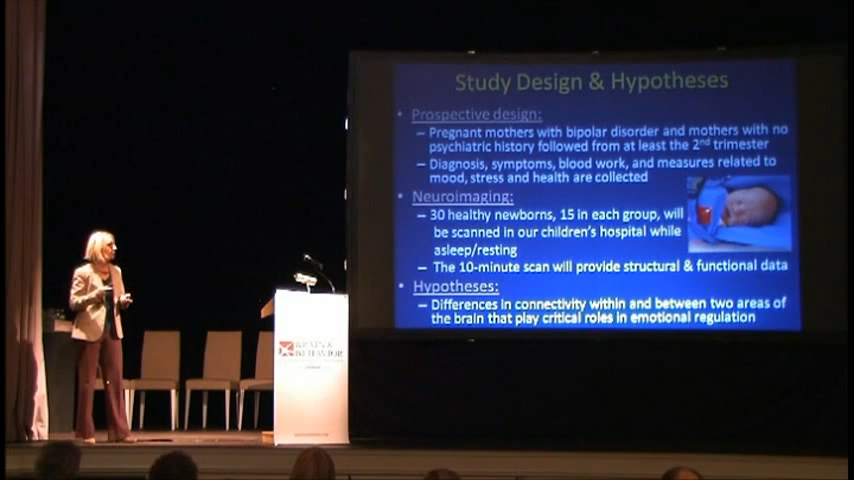 Study Design & Hypotheses
• Prospective design:
– Pregnant mothers with bipolar disorder and mothers with no
psychiatric history followed from at least the 2nd trimester
– Diagnosis, symptoms, blood work, and measures related to
mood, stress and health are collected
• Neuroimaging:
– 30 healthy newborns, 15 in each group, will
be scanned in our children's hospital while
asleep/resting
– The 10-minute scan will provide structural & functional data
• Hypotheses:
– Differences in connectivity within and between two areas of
the brain that play critical roles in emotional regulation
BRAIN &
BEHAVIOR